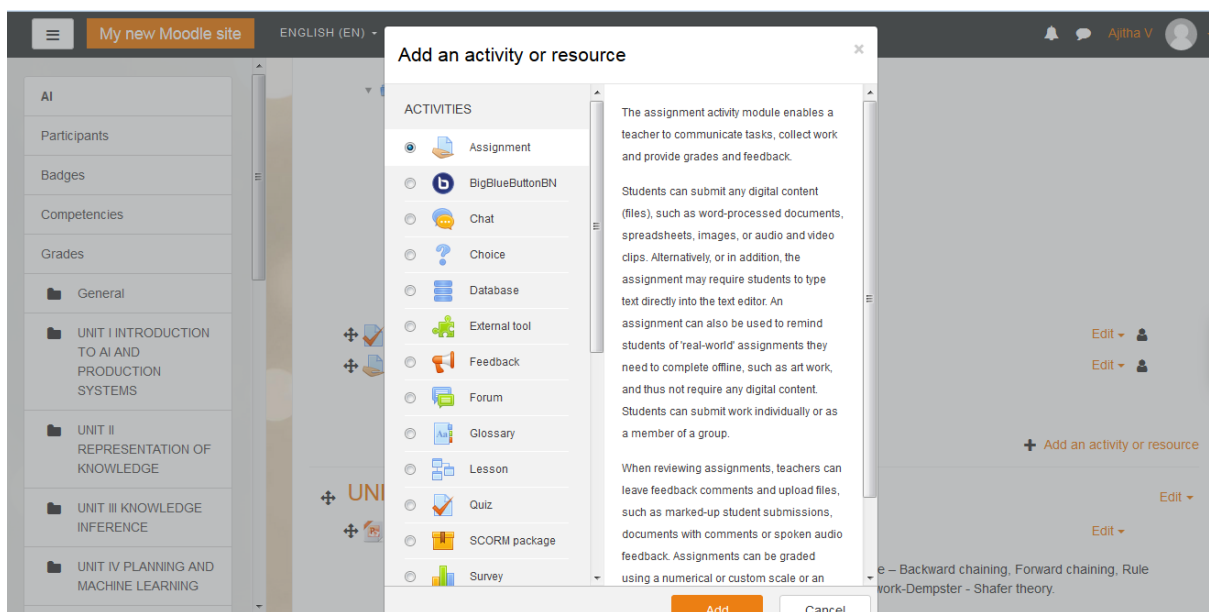 My new Moodle site
ENGLISH (EN)
Ajitha V
Add an activity or resource
×
AI
Participants
Badges
Competencies
Grades
General
UNIT I INTRODUCTION
TO AI AND
PRODUCTION
SYSTEMS
UNIT II
REPRESENTATION OF
KNOWLEDGE
UNIT III KNOWLEDGE
INFERENCE
UNIT IV PLANNING AND
MACHINE LEARNING
ACTIVITIES
Assignment
BigBlueButtonBN
Chat
Choice
Database
External tool
Feedback
Forum
Glossary
Lesson
Quiz
SCORM package
Survey
The assignment activity module enables a
teacher to communicate tasks, collect work
and provide grades and feedback.
Students can submit any digital content
(files), such as word-processed documents,
spreadsheets, images, or audio and video
clips. Alternatively, or in addition, the
assignment may require students to type
text directly into the text editor. An
assignment can also be used to remind
students of 'real-world' assignments they
need to complete offline, such as art work,
and thus not require any digital content.
Students can submit work individually or as
a member of a group.
When reviewing assignments, teachers can
leave feedback comments and upload files,
such as marked-up student submissions,
documents with comments or spoken audio
feedback. Assignments can be graded
using a numerical or custom scale or an
Add
Cancel
Edit
Edit
Add an activity or resource
UNI
Edit
Edit
e – Backward chaining, Forward chaining, Rule
work-Dempster - Shafer theory.